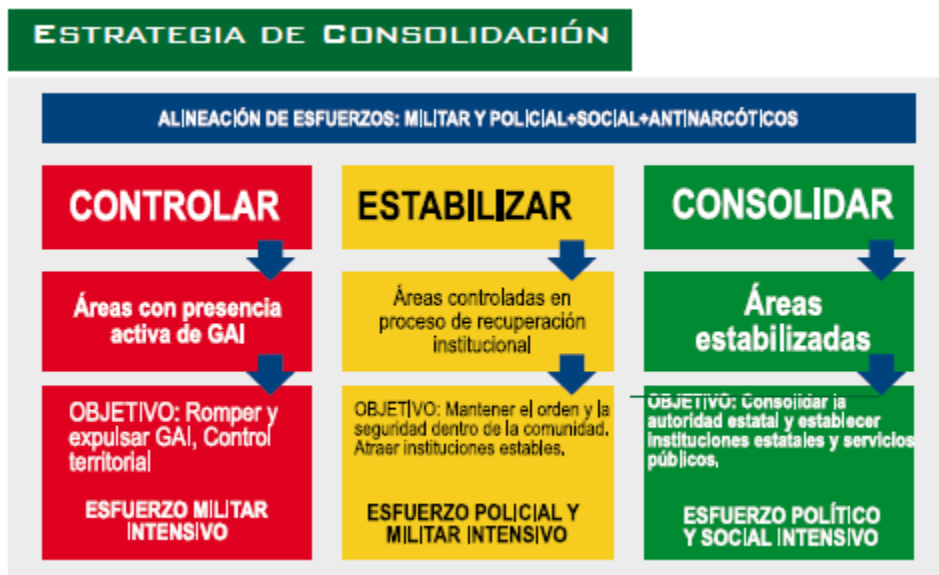 ESTRATEGIA DE CONSOLIDACIÓN
ALINEACIÓN DE ESFUERZOS: MILITAR Y POLICIAL+SOCIAL+ANTINARCÓTICOS
CONTROLAR
Áreas con presencia
activa de GAI
OBJETIVO: Romper y
expulsar GAI, Control
territorial
ESFUERZO MILITAR
INTENSIVO
ESTABILIZAR
Áreas controladas en
proceso de recuperación
institucional
OBJETIVO: Mantener el orden y la
seguridad dentro de la comunidad.
Atraer instituciones estables.
ESFUERZO POLICIAL Y
MILITAR INTENSIVO
CONSOLIDAR
Áreas
estabilizadas
OBJETIVO: Consolidar la
autoridad estatal y establecer
instituciones estatales y servicios
públicos.
ESFUERZO POLÍTICO
Y SOCIAL INTENSIVO